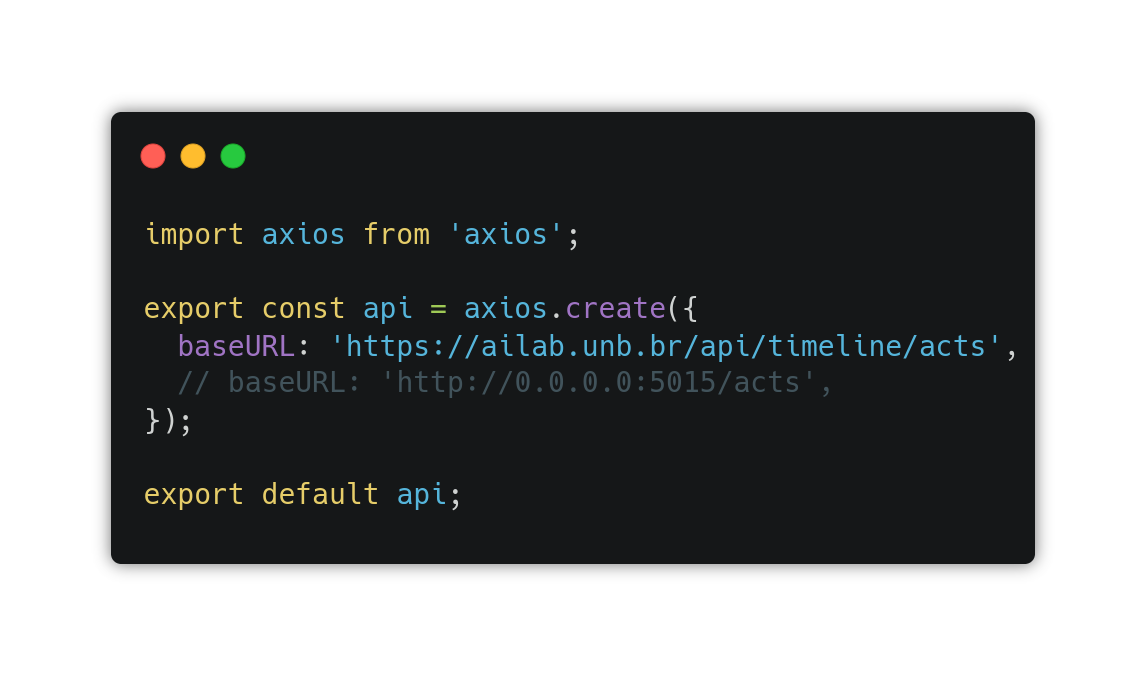 import axios from 'axios';
export const api = axios.create({
  baseURL: 'https://ailab.unb.br/api/timeline/acts',
  // baseURL: 'http://0.0.0.0:5015/acts',
});
export default api;